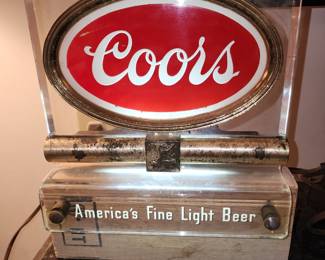 Coors
America's Fine Light Beer